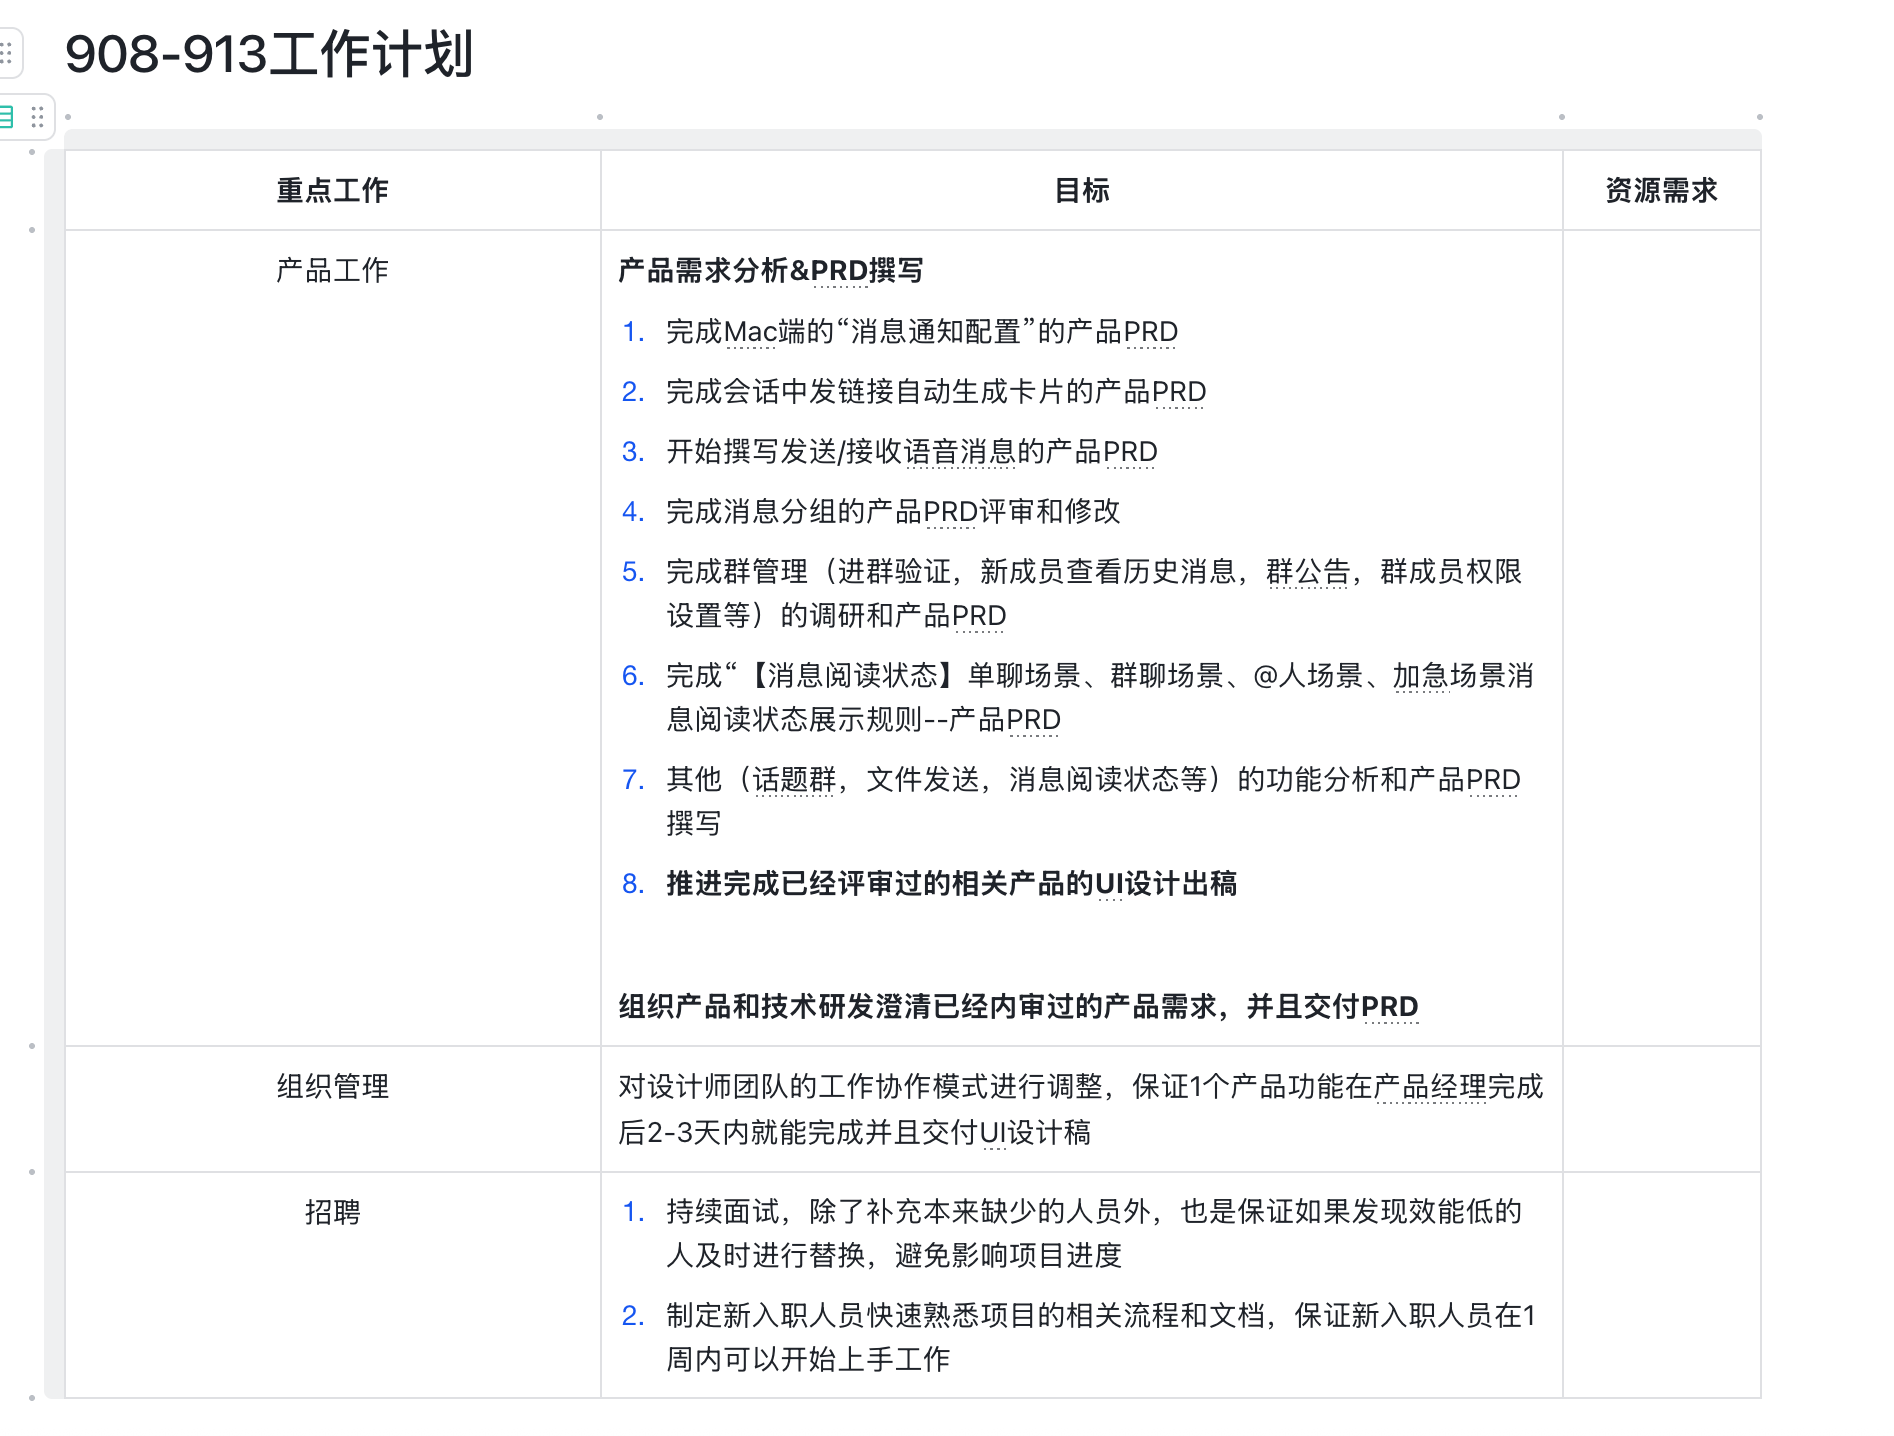 908-913工作计划
重点工作
目标
资源需求
产品工作
产品需求分析&PRD撰写
1. 完成Mac端的“消息通知配置”的产品PRD
2. 完成会话中发链接自动生成卡片的产品PRD
3. 开始撰写发送/接收语音消息的产品PRD
4. 完成消息分组的产品PRD评审和修改
5. 完成群管理（进群验证，新成员查看历史消息，群公告，群成员权限
设置等）的调研和产品PRD
6. 完成“【消息阅读状态】单聊场景、群聊场景、@人场景、加急场景消
息阅读状态展示规则--产品PRD
7. 其他（话题群，文件发送，消息阅读状态等）的功能分析和产品PRD
撰写
8. 推进完成已经评审过的相关产品的UI设计出稿
组织产品和技术研发澄清已经内审过的产品需求，并且交付PRD
组织管理
对设计师团队的工作协作模式进行调整，保证1个产品功能在产品经理完成
后2-3天内就能完成并且交付UI设计稿
招聘
1. 持续面试，除了补充本来缺少的人员外，也是保证如果发现效能低的
人及时进行替换，避免影响项目进度
2. 制定新入职人员快速熟悉项目的相关流程和文档，保证新入职人员在1
周内可以开始上手工作